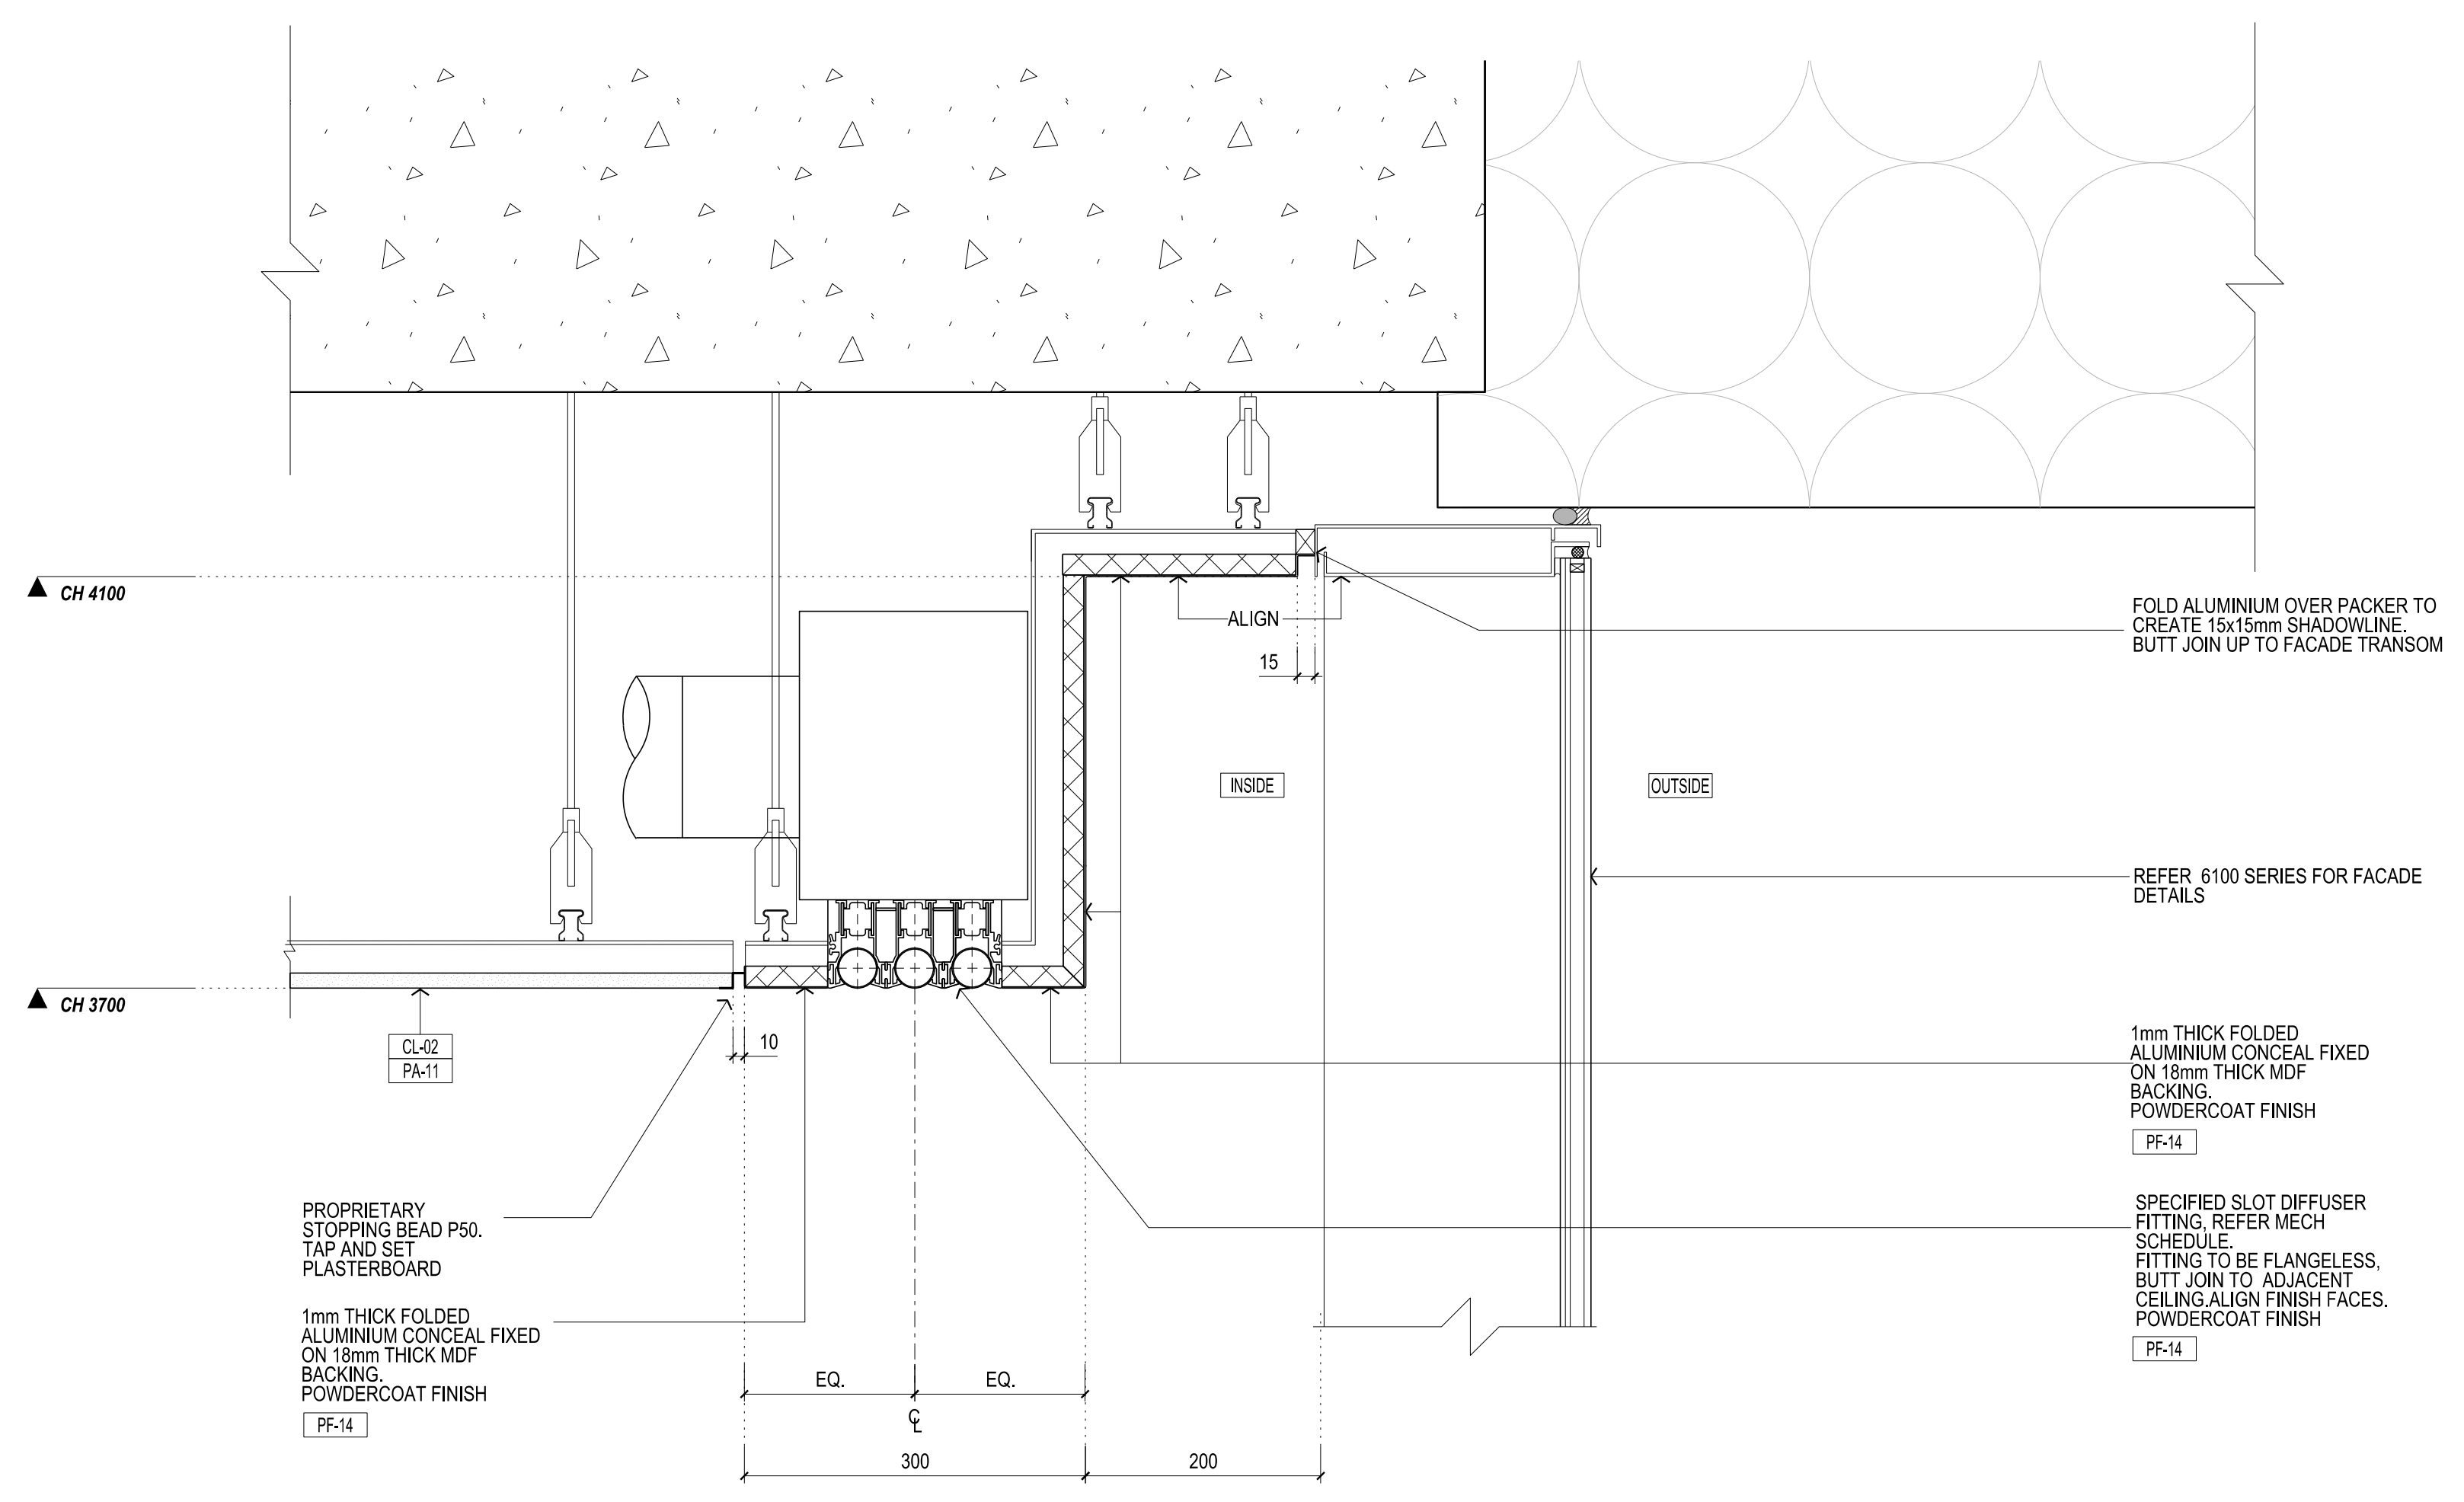 CH 4100
ALIGN
15
FOLD ALUMINIUM OVER PACKER TO
CREATE 15x15mm SHADOWLINE.
BUTT JOIN UP TO FACADE TRANSOM
INSIDE
OUTSIDE
REFER 6100 SERIES FOR FACADE
DETAILS
CH 3700
CL-02
PA-11
10
1mm THICK FOLDED
ALUMINIUM CONCEAL FIXED
ON 18mm THICK MDF
BACKING.
POWDERCOAT FINISH
PF-14
PROPRIETARY
STOPPING BEAD P50.
TAP AND SET
PLASTERBOARD
SPECIFIED SLOT DIFFUSER
FITTING, REFER MECH
SCHEDULE.
FITTING TO BE FLANGELESS,
BUTT JOIN TO ADJACENT
CEILING.ALIGN FINISH FACES.
POWDERCOAT FINISH
PF-14
1mm THICK FOLDED
ALUMINIUM CONCEAL FIXED
ON 18mm THICK MDF
BACKING.
POWDERCOAT FINISH
PF-14
EQ.
EQ.
CL
300
200